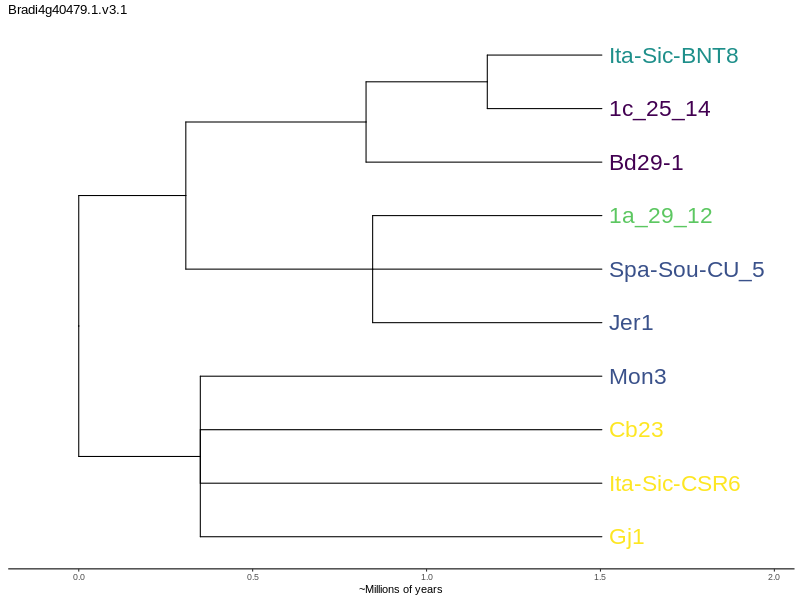 Bradi4g40479.1.v3.1
Ita-Sic-BNT8
1c_25_14
Bd29-1
1a_29_12
Spa-Sou-CU_5
Jer1
Mon3
Cb23
Ita-Sic-CSR6
Gj1
0.0 0.5 1.0 1.5 2.0
~Millions of years